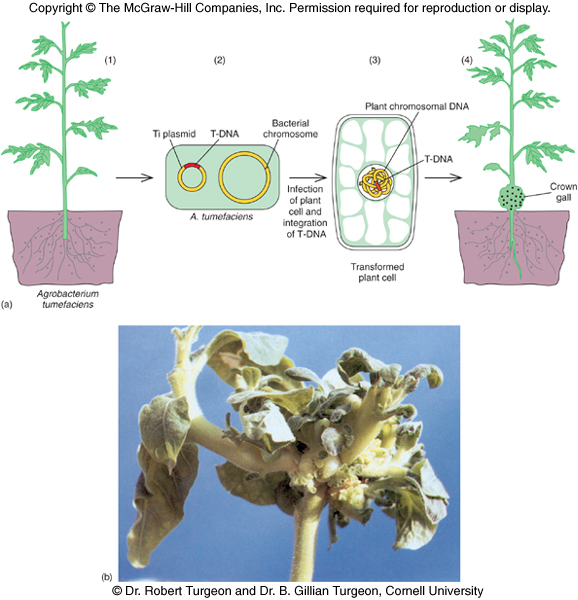 Copyright © The McGraw-Hill Companies, Inc. Permission required for reproduction or display.
(1)
(2)
(3)
(4)
Ti plasmid
T-DNA
Bacterial
chromosome
A. tumefaciens
Infection
of plant
cell and
integration
of T-DNA
Plant chromosomal DNA
T-DNA
Transformed
plant cell
Crown
gall
Agrobacterium
tumefaciens
(a)
(b)
© Dr. Robert Turgeon and Dr. B. Gillian Turgeon, Cornell University